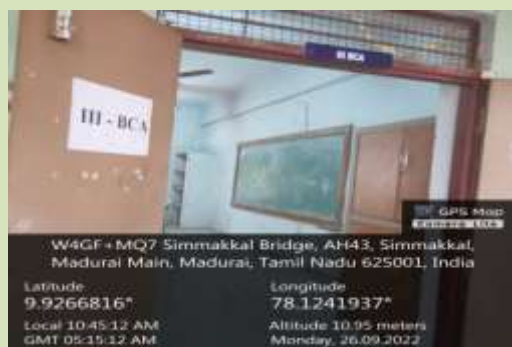 III BCA
III - BCA
GPS Map
Camera Lite
W4GF+MQ7 Simmakkal Bridge, AH43, Simmakkal,
Madurai Main, Madurai, Tamil Nadu 625001, India
Latitude
9.9266816°
Longitude
78.1241937°
Local 10:45:12 AM
GMT 05:15:12 AM
Altitude 10.95 meters
Monday, 26.09.2022